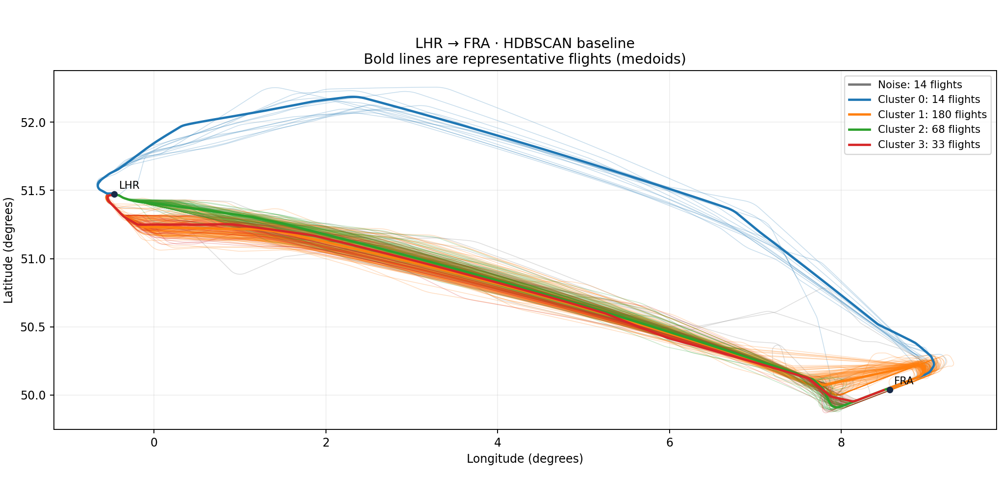 LHR → FRA · HDBSCAN baseline
Bold lines are representative flights (medoids)
Noise: 14 flights
Cluster 0: 14 flights
Cluster 1: 180 flights
Cluster 2: 68 flights
Cluster 3: 33 flights
52.0
51.5
51.0
50.5
50.0
Latitude (degrees)
LHR
FRA
0
2
4
6
8
Longitude (degrees)